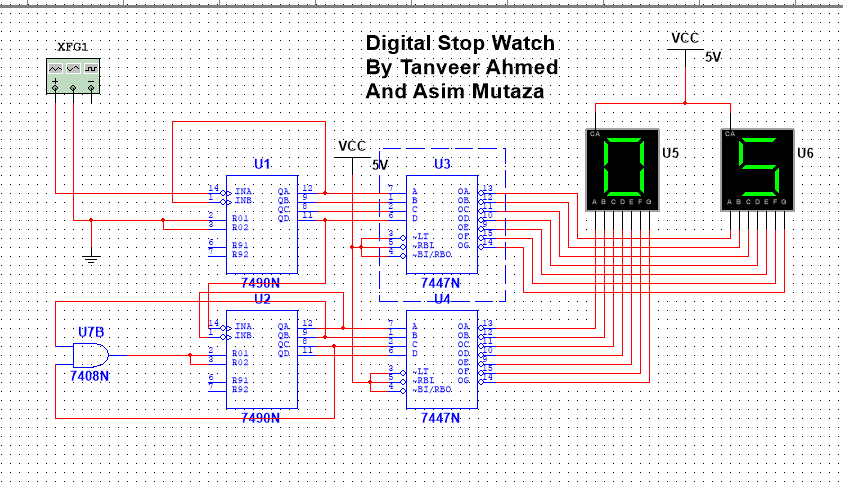 Digital Stop Watch
By Tanveer Ahmed
And Asim Mutaza
XFG1
VCC
5V
VCC
5V
CA
U5
A B C D E F G
CA
U6
A B C D E F G
U1
14 INA QA 12
1 INB QB 9
QC 8
2 R01 QD 11
3 R02
6 R91
7 R92
7490N
U3
7 A OA 13
1 B OB 12
2 C OC 11
6 D OD 10
OE 9
3 ~LT OF 15
5 ~RBI OG 14
4 ~BI/RBO
7447N
U2
14 INA QA 12
1 INB QB 9
QC 8
2 R01 QD 11
3 R02
6 R91
7 R92
7490N
U4
7 A OA 13
1 B OB 12
2 C OC 11
6 D OD 10
OE 9
3 ~LT OF 15
5 ~RBI OG 14
4 ~BI/RBO
7447N
U7B
7408N